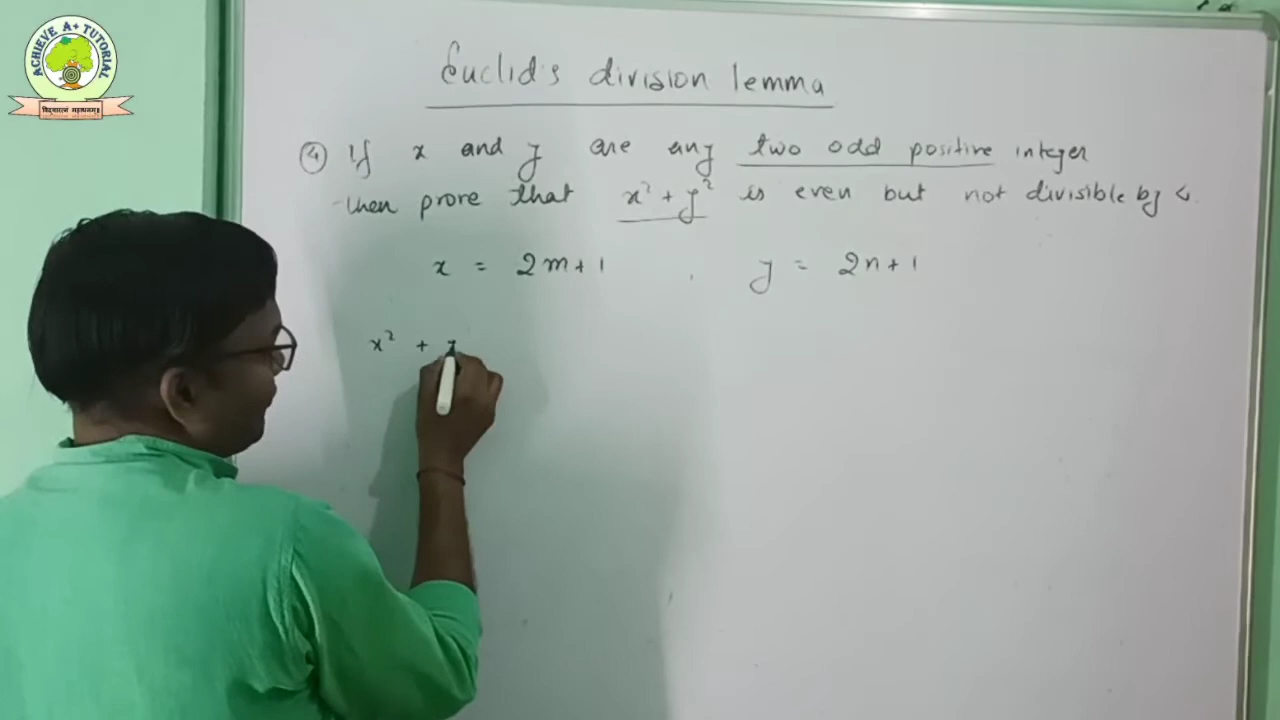 ACHIEVE A+ TUTORIAL
Euclid's division lemma
④ If x and y are any two odd positive integer
then prove that x² + y² is even but not divisible by 4.
x = 2m+1 , y = 2n+1
x² + y